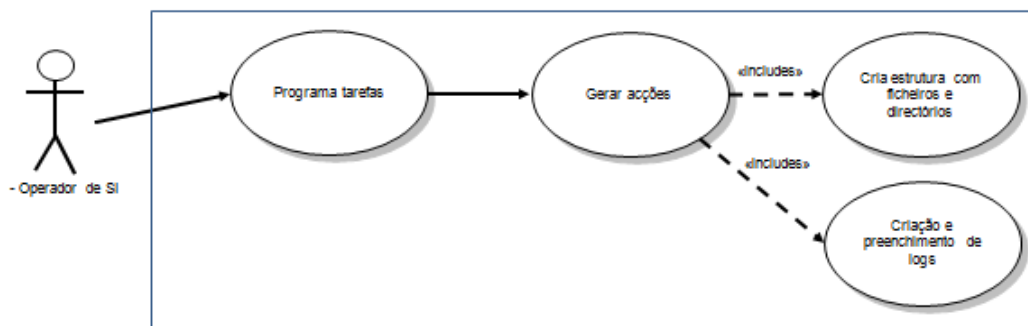 - Operador de SI
Programa tarefas
Gerar acções
«includes»
Cria estrutura com
ficheiros e
directórios
«includes»
Criação e
preenchimento de
logs